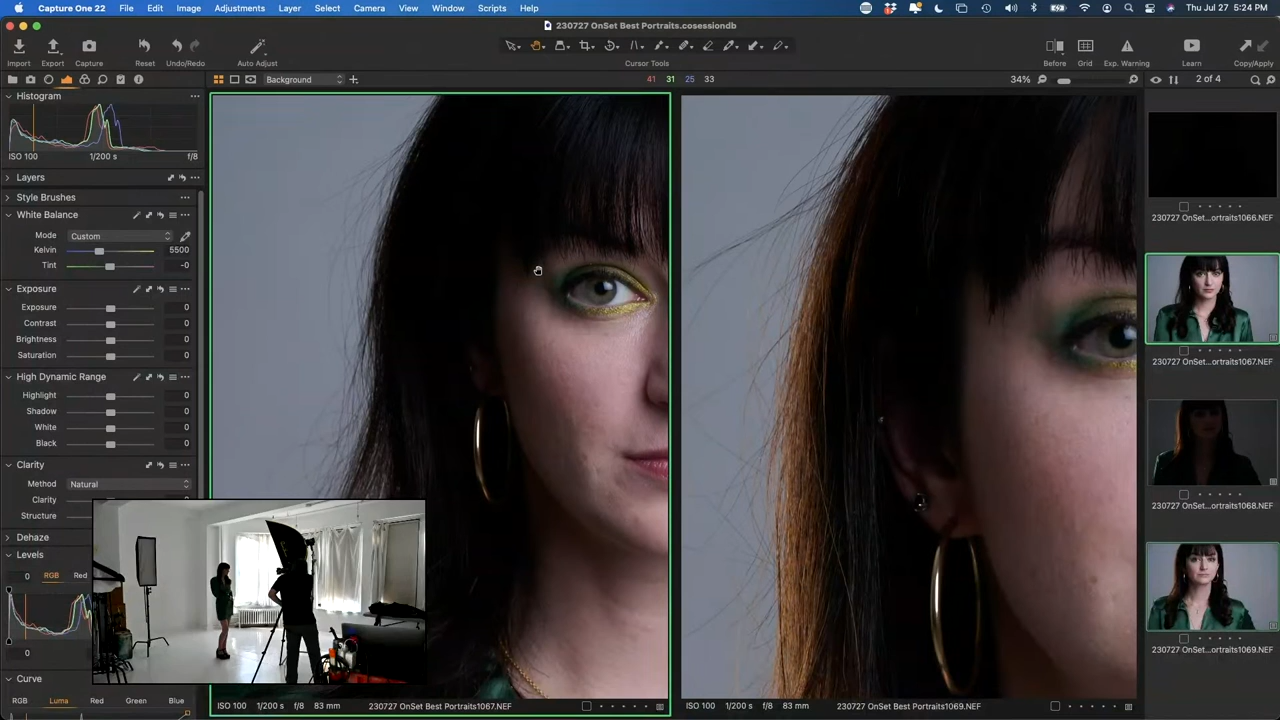 Capture One 22 File Edit Image Adjustments Layer Select Camera View Window Scripts Help Thu Jul 27 5:24 PM
230727 OnSet Best Portraits.cosessiondb
Import Export Capture Reset Undo/Redo Auto Adjust Cursor Tools Before Grid Exp. Warning Learn Copy/Apply
Background 41 31 25 33 34% 2 of 4
Histogram
ISO 100 1/200 s f/8
Layers
Style Brushes
White Balance
Mode Custom
Kelvin 5500
Tint -0
Exposure
Exposure 0
Contrast 0
Brightness 0
Saturation 0
High Dynamic Range
Highlight 0
Shadow 0
White 0
Black 0
Clarity
Method Natural
Clarity
Structure
Dehaze
Levels
0 RGB Red
0
Curve
RGB Luma Red Green Blue
ISO 100 1/200 s f/8 83 mm 230727 OnSet Best Portraits1067.NEF
ISO 100 1/200 s f/8 83 mm 230727 OnSet Best Portraits1069.NEF
230727 OnSet...ortraits1066.NEF
230727 OnSet...ortraits1067.NEF
230727 OnSet...ortraits1068.NEF
230727 OnSet...ortraits1069.NEF